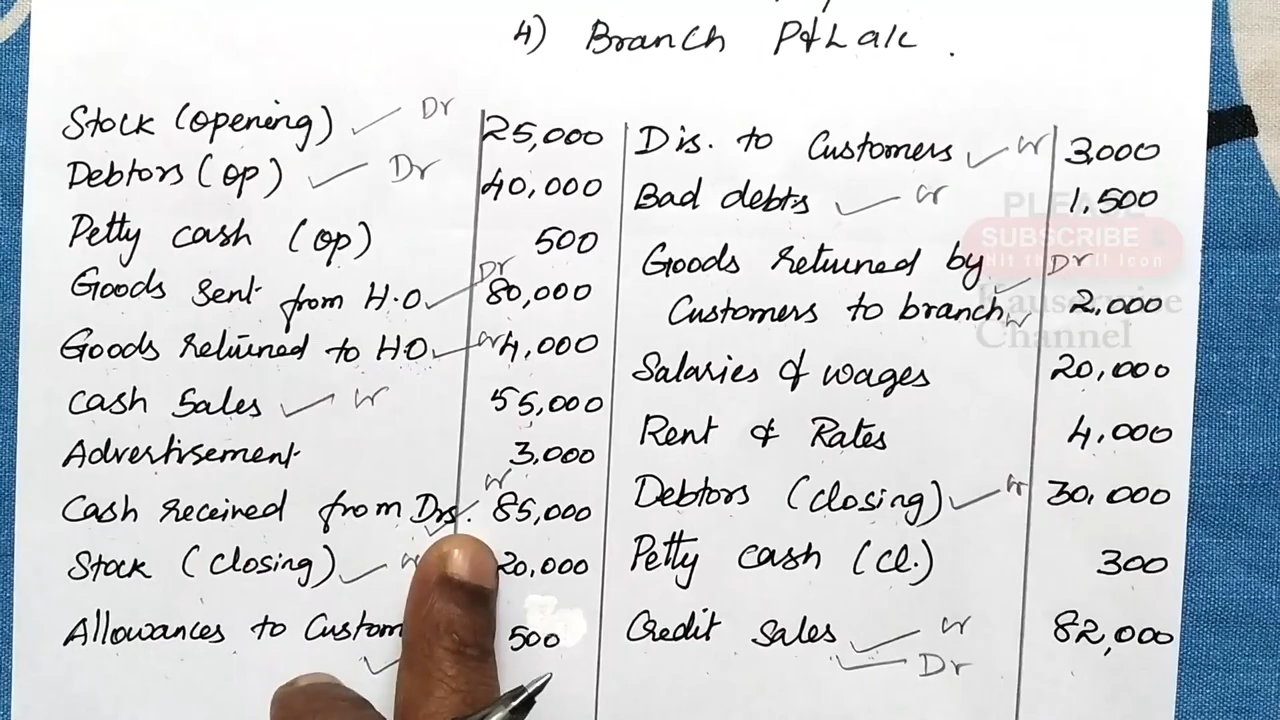 4) Branch P&L a/c.
Stock (opening) Dr 25,000
Debtors (op) Dr 40,000
Petty cash (op) 500
Goods sent from H.O Dr 80,000
Goods returned to HO Cr 4,000
Cash Sales Cr 55,000
Advertisement 3,000
Cash received from Drs. Cr 85,000
Stock (closing) Cr 20,000
Allowances to Custom 500
Dis. to Customers Cr 3,000
Bad debts Cr 1,500
Goods returned by Dr
Customers to branch Cr 2,000
Salaries & wages 20,000
Rent & Rates 4,000
Debtors (closing) Cr 30,000
Petty cash (Cl.) 300
Credit Sales Cr 82,000
Dr
PLEASE
SUBSCRIBE
Hit the Bell Icon
Channel